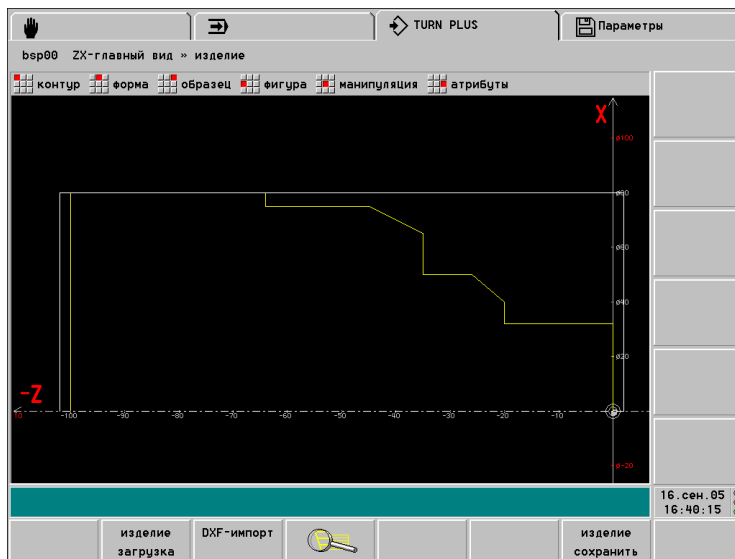 TURN PLUS
Параметры
bsp00 ZX-главный вид » изделие
контур форма образец фигура манипуляция атрибуты
X
ø100
ø80
ø60
ø40
ø20
-Z
10 -100 -90 -80 -70 -60 -50 -40 -30 -20 -10
ø-20
16.сен.05
16:40:15
изделие загрузка
DXF-импорт
изделие сохранить